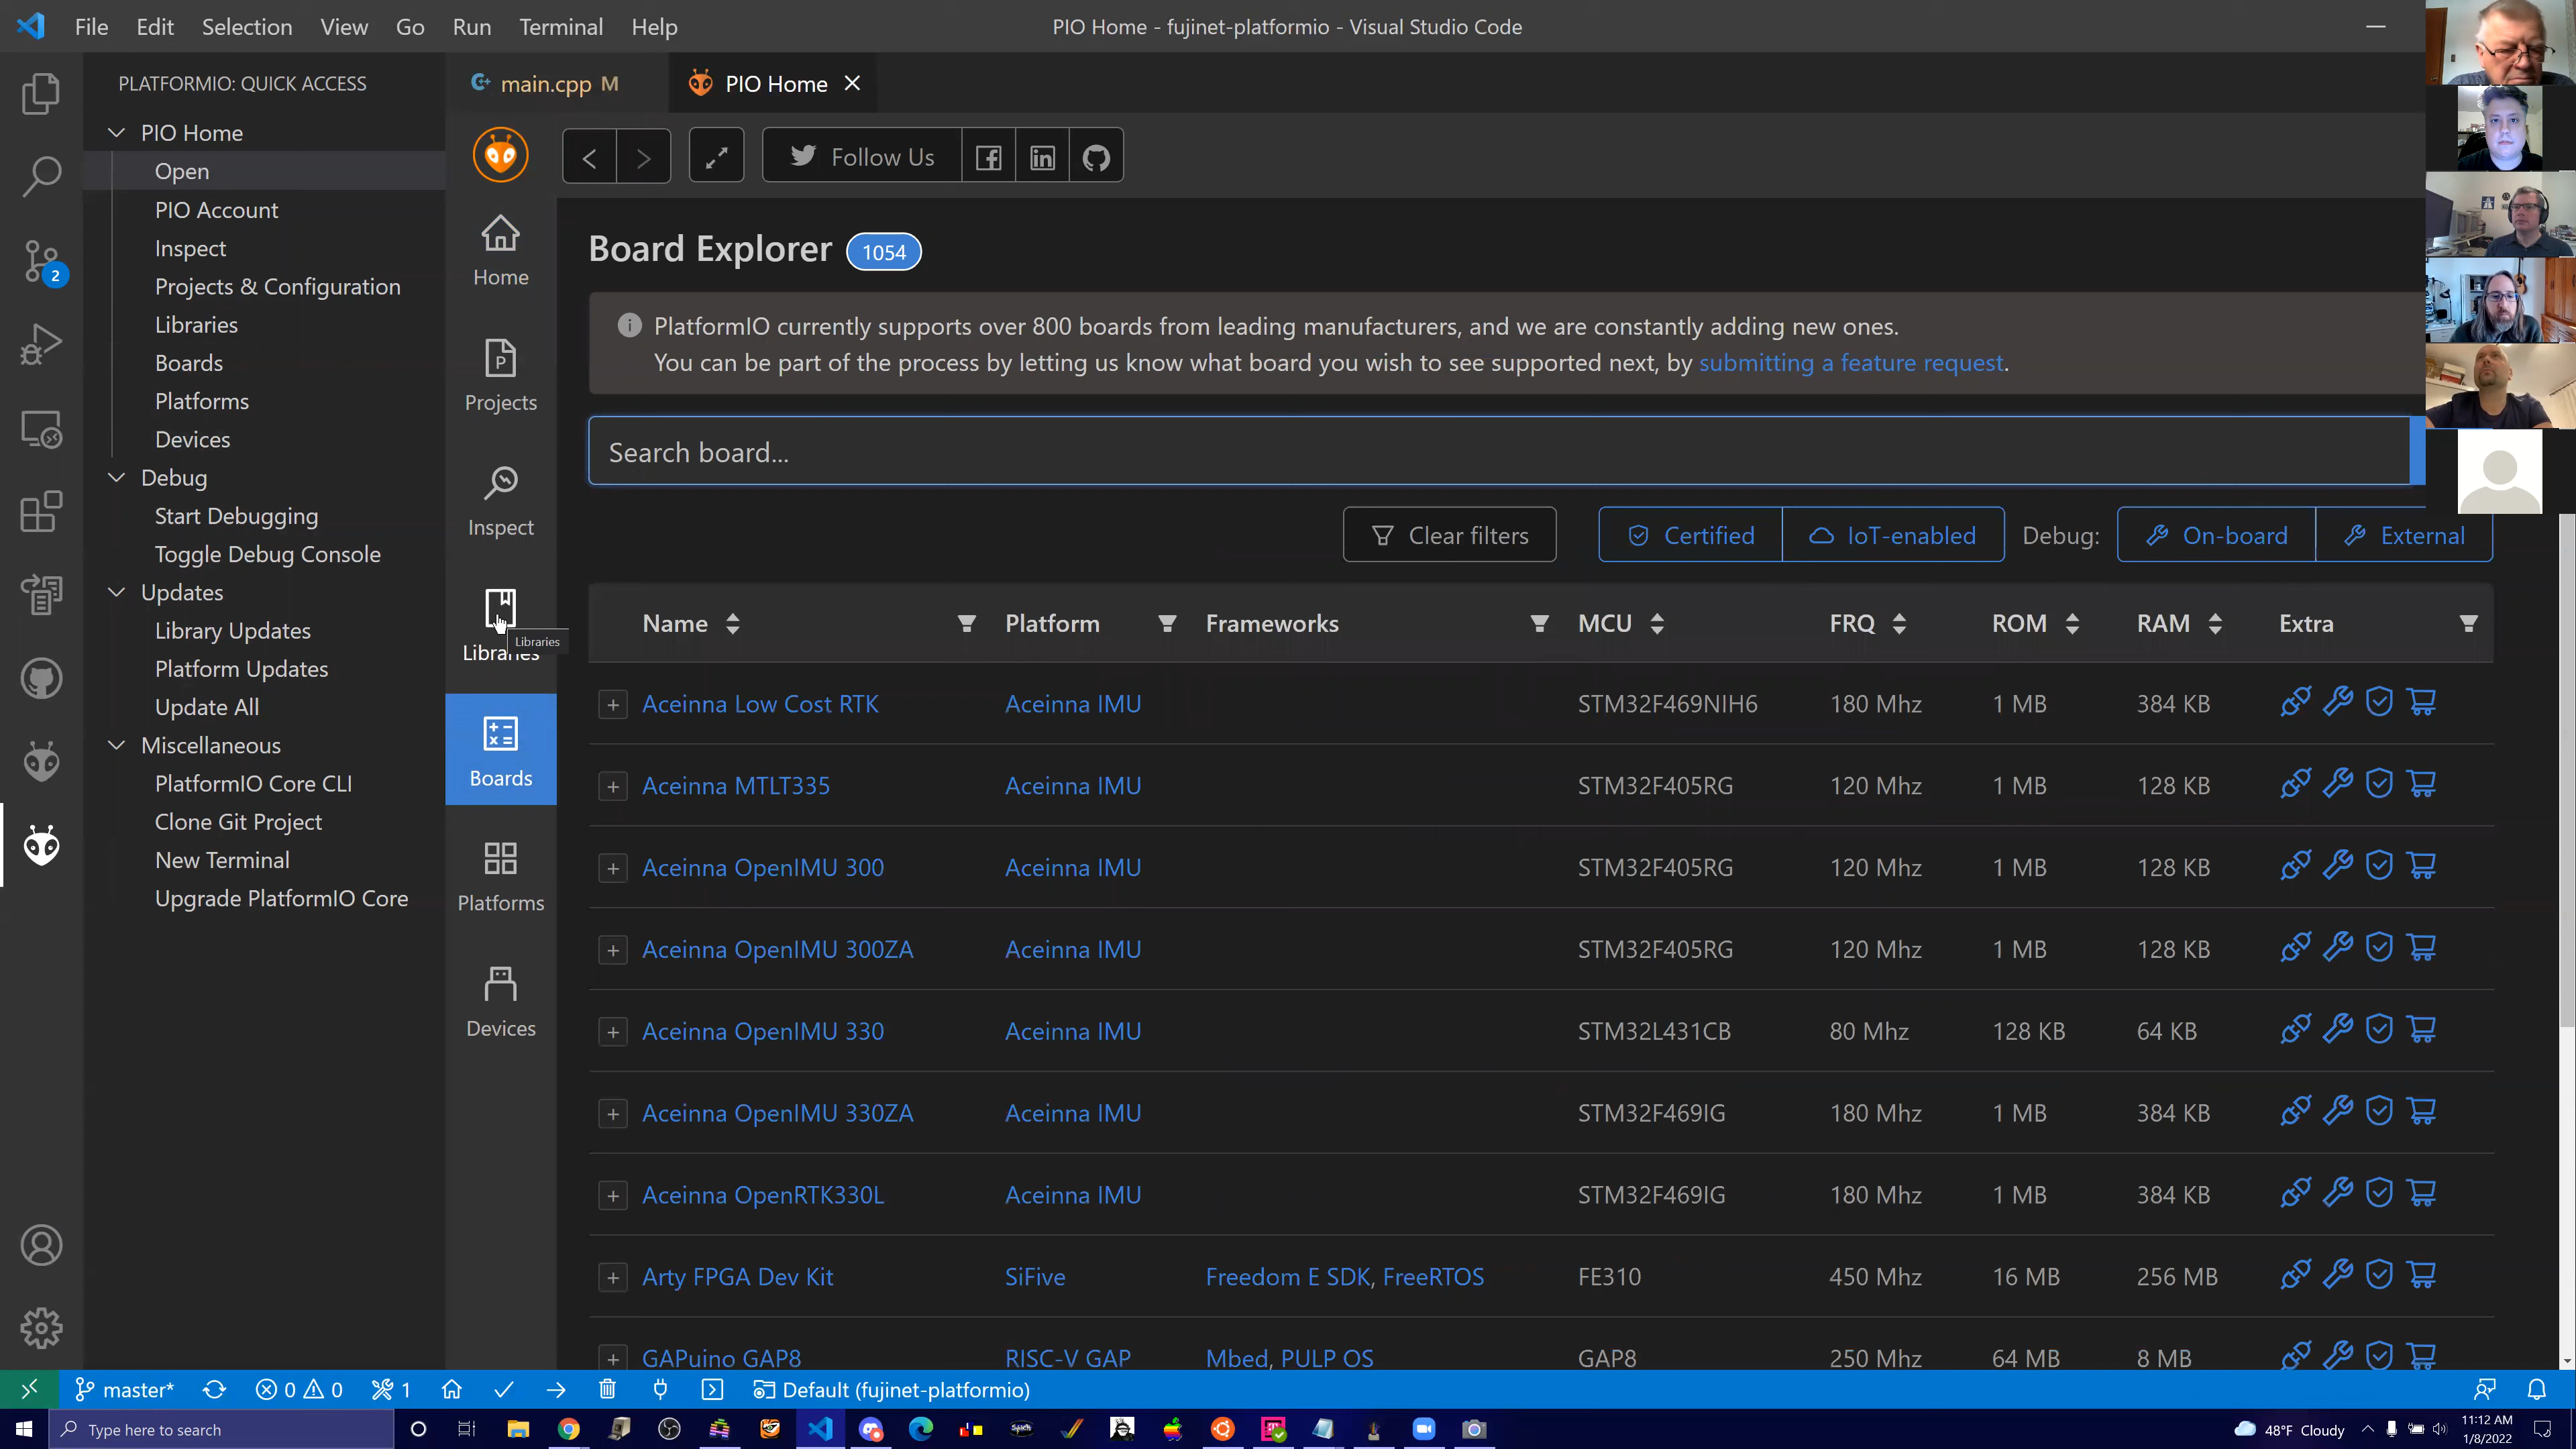 File Edit Selection View Go Run Terminal Help
PIO Home - fujinet-platformio - Visual Studio Code
PLATFORMIO: QUICK ACCESS
PIO Home
Open
PIO Account
Inspect
Projects & Configuration
Libraries
Boards
Platforms
Devices
Debug
Start Debugging
Toggle Debug Console
Updates
Library Updates
Platform Updates
Update All
Miscellaneous
PlatformIO Core CLI
Clone Git Project
New Terminal
Upgrade PlatformIO Core
2
main.cpp M
PIO Home
Follow Us
Home
Projects
Inspect
Libraries
Libraries
Boards
Platforms
Devices
Board Explorer 1054
PlatformIO currently supports over 800 boards from leading manufacturers, and we are constantly adding new ones.
You can be part of the process by letting us know what board you wish to see supported next, by submitting a feature request.
Search board...
Clear filters Certified IoT-enabled Debug: On-board External
Name Platform Frameworks MCU FRQ ROM RAM Extra
Aceinna Low Cost RTK Aceinna IMU STM32F469NIH6 180 Mhz 1 MB 384 KB
Aceinna MTLT335 Aceinna IMU STM32F405RG 120 Mhz 1 MB 128 KB
Aceinna OpenIMU 300 Aceinna IMU STM32F405RG 120 Mhz 1 MB 128 KB
Aceinna OpenIMU 300ZA Aceinna IMU STM32F405RG 120 Mhz 1 MB 128 KB
Aceinna OpenIMU 330 Aceinna IMU STM32L431CB 80 Mhz 128 KB 64 KB
Aceinna OpenIMU 330ZA Aceinna IMU STM32F469IG 180 Mhz 1 MB 384 KB
Aceinna OpenRTK330L Aceinna IMU STM32F469IG 180 Mhz 1 MB 384 KB
Arty FPGA Dev Kit SiFive Freedom E SDK, FreeRTOS FE310 450 Mhz 16 MB 256 MB
GAPuino GAP8 RISC-V GAP Mbed, PULP OS GAP8 250 Mhz 64 MB 8 MB
master* 0 0 1 Default (fujinet-platformio)
Type here to search
48°F Cloudy
11:12 AM
1/8/2022